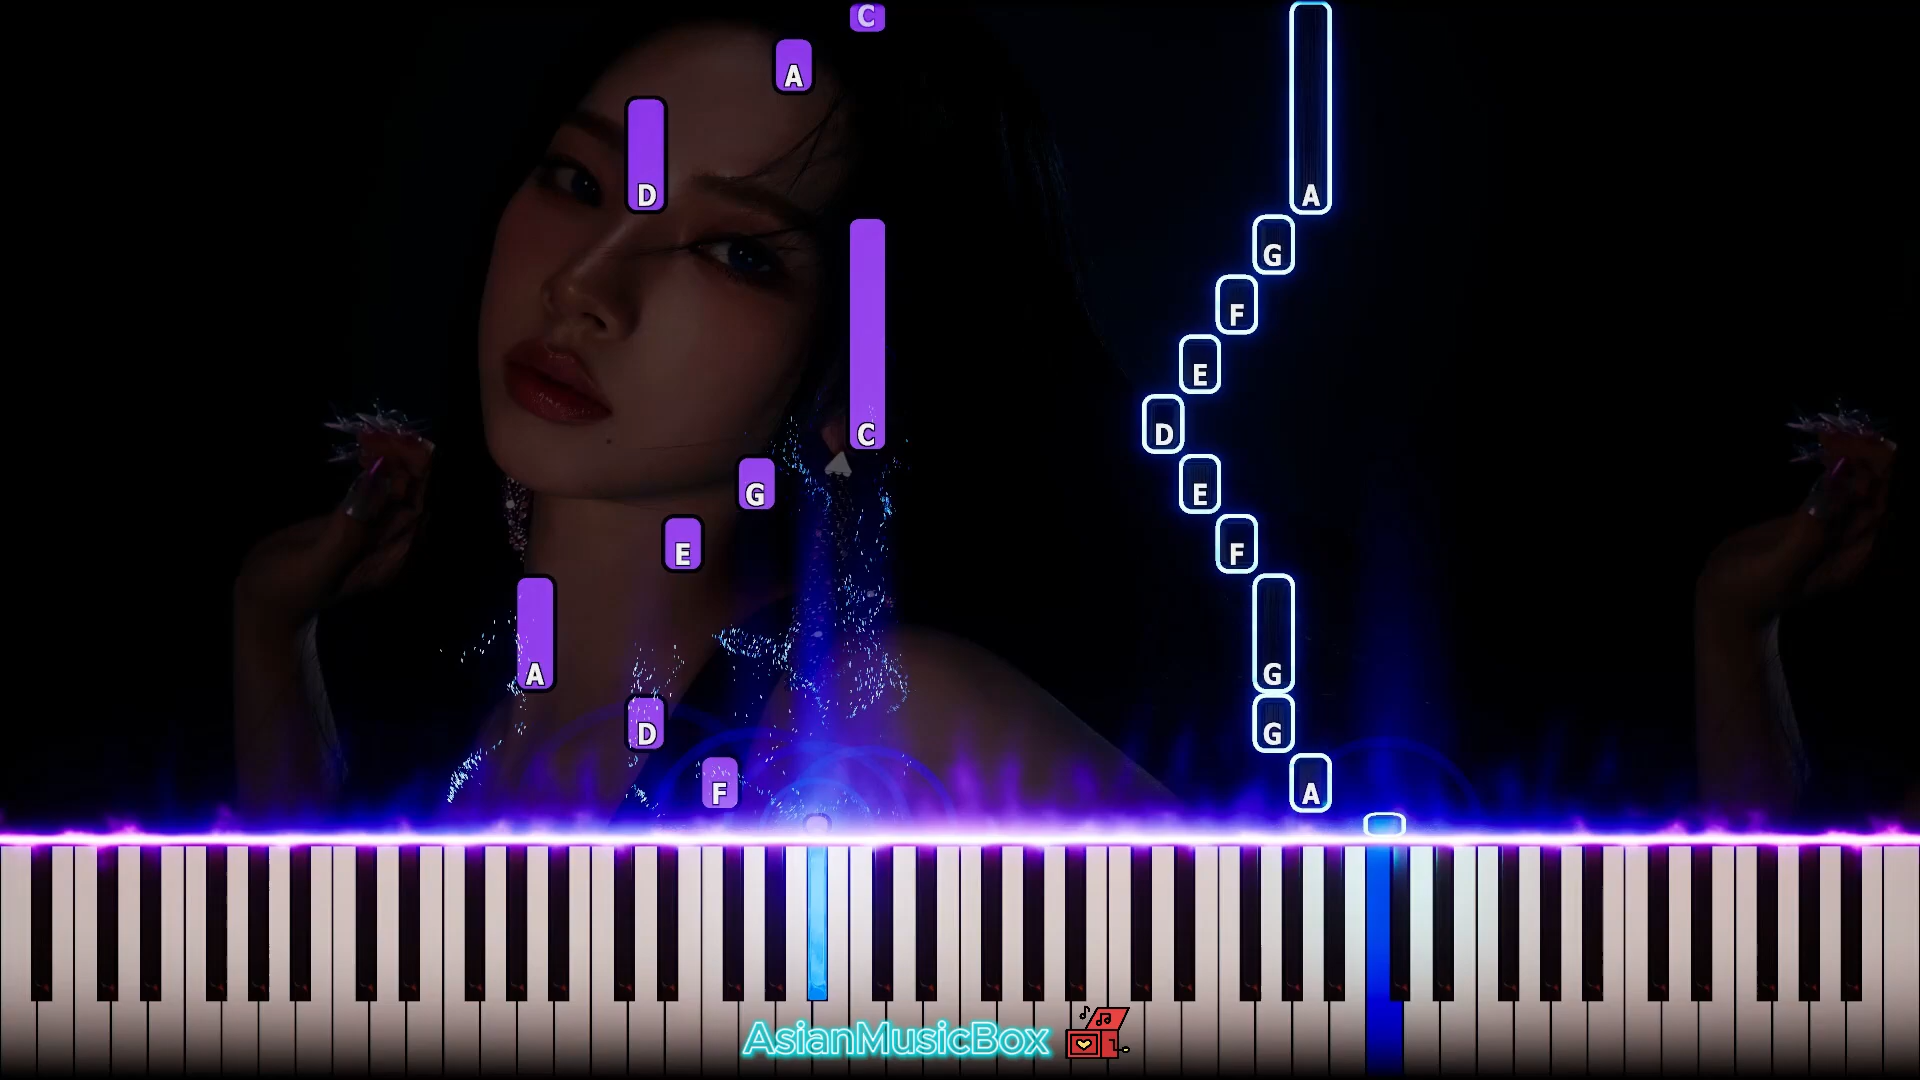 C
A
D A
G
F
C E
D
G E
E F
A G
D G
F A
AsianMusicBox